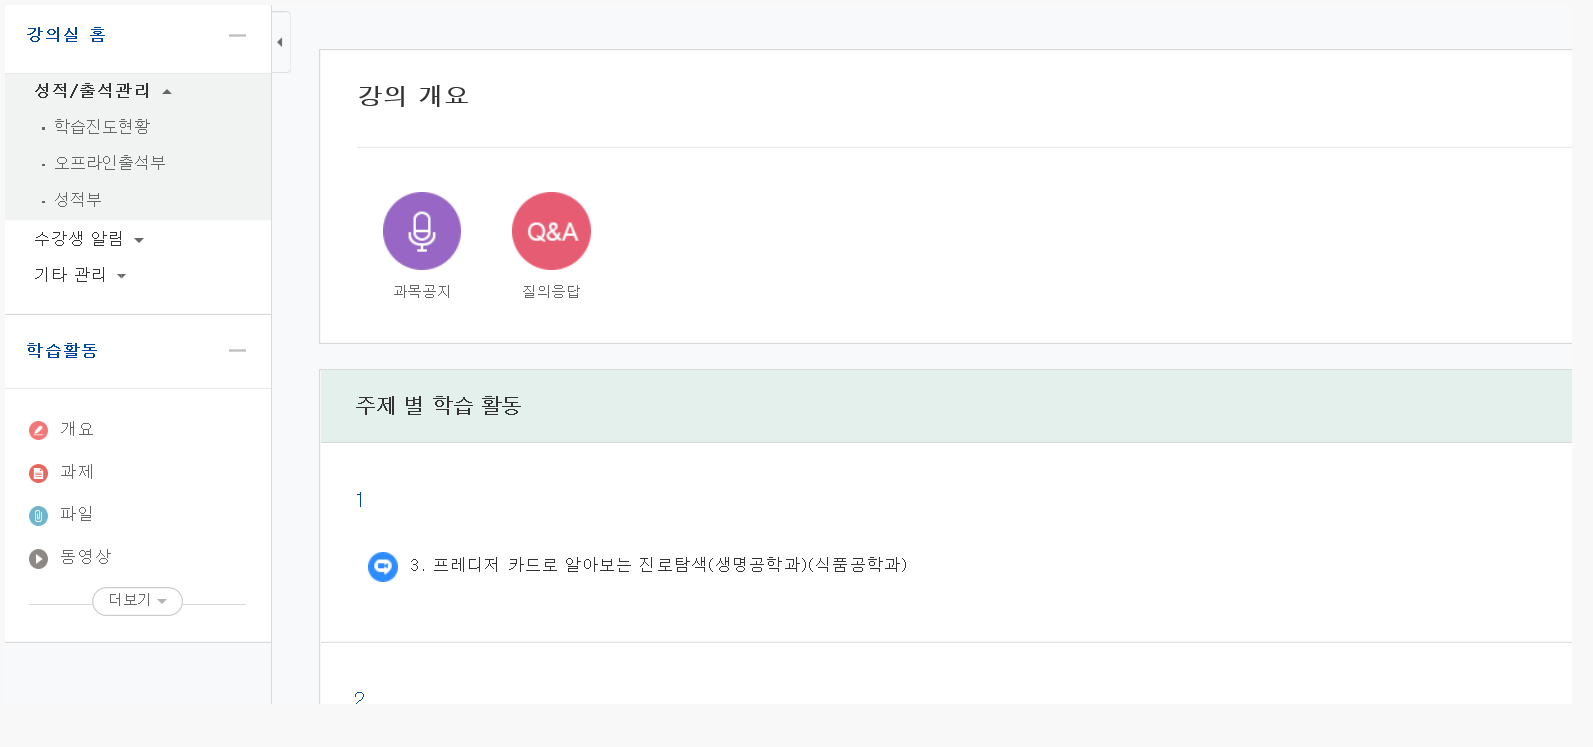 강의실 홈
성적/출석관리
학습진도현황
오프라인출석부
성적부
수강생 알림
기타 관리
학습활동
개요
과제
파일
동영상
더보기
강의 개요
Q&A
과목공지
질의응답
주제 별 학습 활동
1
3. 프레디저 카드로 알아보는 진로탐색(생명공학과)(식품공학과)
2